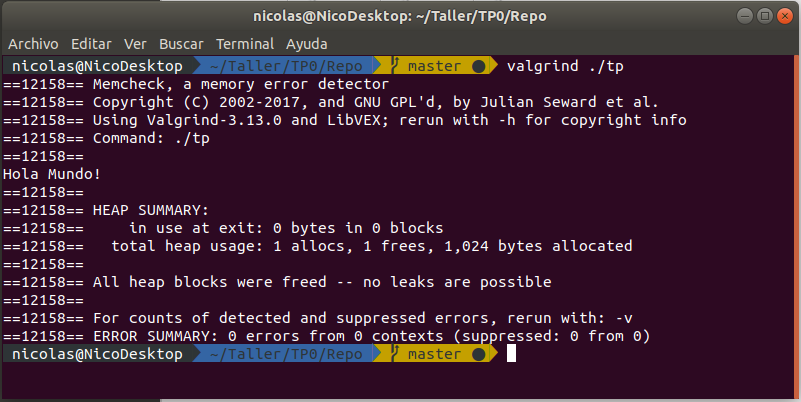 nicolas@NicoDesktop: ~/Taller/TP0/Repo
Archivo Editar Ver Buscar Terminal Ayuda
nicolas@NicoDesktop ~/Taller/TP0/Repo master ● valgrind ./tp
==12158== Memcheck, a memory error detector
==12158== Copyright (C) 2002-2017, and GNU GPL'd, by Julian Seward et al.
==12158== Using Valgrind-3.13.0 and LibVEX; rerun with -h for copyright info
==12158== Command: ./tp
==12158==
Hola Mundo!
==12158==
==12158== HEAP SUMMARY:
==12158==     in use at exit: 0 bytes in 0 blocks
==12158==   total heap usage: 1 allocs, 1 frees, 1,024 bytes allocated
==12158==
==12158== All heap blocks were freed -- no leaks are possible
==12158==
==12158== For counts of detected and suppressed errors, rerun with: -v
==12158== ERROR SUMMARY: 0 errors from 0 contexts (suppressed: 0 from 0)
nicolas@NicoDesktop ~/Taller/TP0/Repo master ●